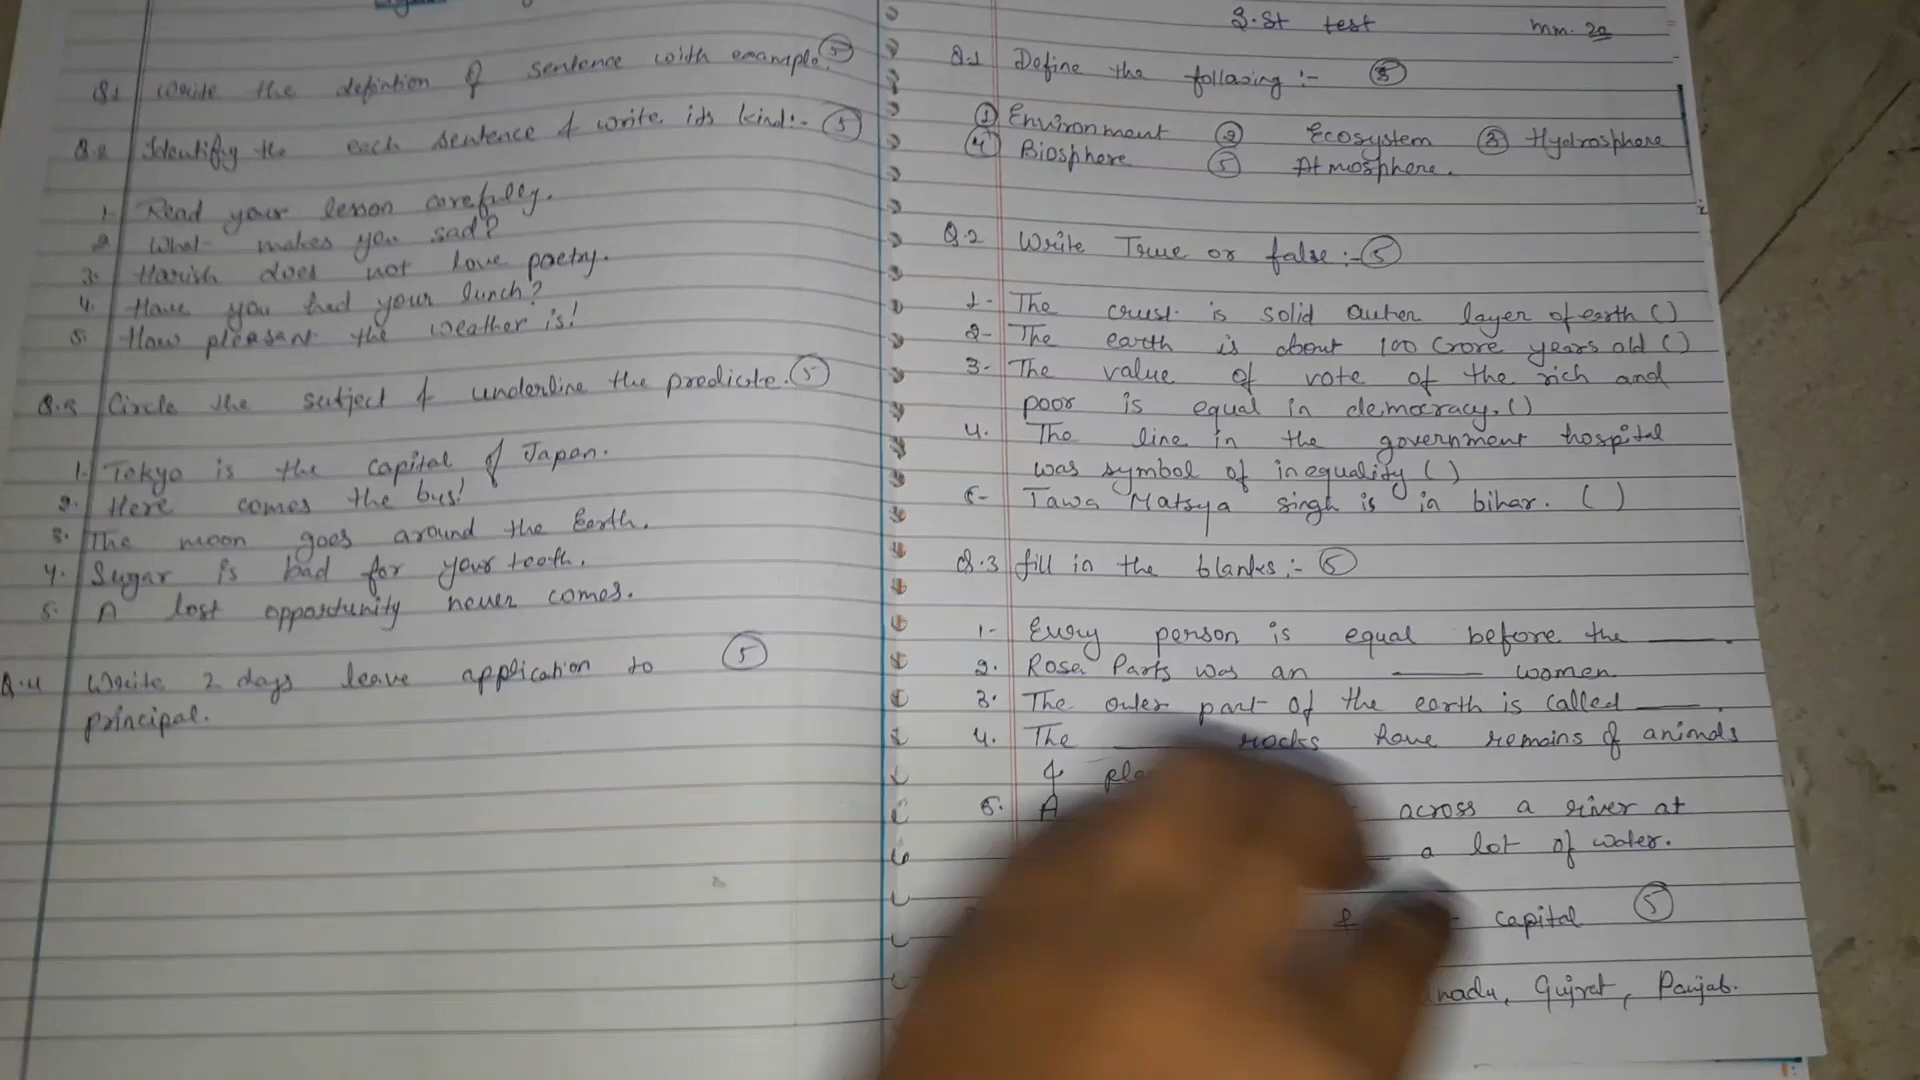 Q.1 Write the defintion of sentence with example. (5)
Q.2 Identify the each sentence & write its kind:- (5)
1. Read your lesson carefully.
2. What makes you sad?
3. Harish does not love poetry.
4. Have you had your lunch?
5. How pleasant the weather is!
Q.3 Circle the subject & underline the predicate. (5)
1. Tokyo is the capital of Japan.
2. Here comes the bus!
3. The moon goes around the Earth.
4. Sugar is bad for your teeth.
5. A lost opportunity never comes.
Q.4 Write 2 days leave application to (5)
principal.
S.St test mm. 20
Q.1 Define the following:- (5)
(1) Environment (2) Ecosystem (3) Hydrosphere
(4) Biosphere (5) Atmosphere.
Q.2 Write True or false:- (5)
1- The crust is solid outer layer of earth ()
2- The earth is about 100 crore years old ()
3- The value of vote of the rich and
poor is equal in democracy. ()
4. The line in the government hospital
was symbol of inequality ( )
5- Tawa Matsya singh is in bihar. ( )
Q.3 fill in the blanks:- (5)
1- Every person is equal before the ____.
2. Rosa Parts was an ____ women.
3. The outer part of the earth is called ____.
4. The ____ rocks have remains of animals
&
5. A across a river at
a lot of water.
& capital (5)
Gujrat, Panjab.